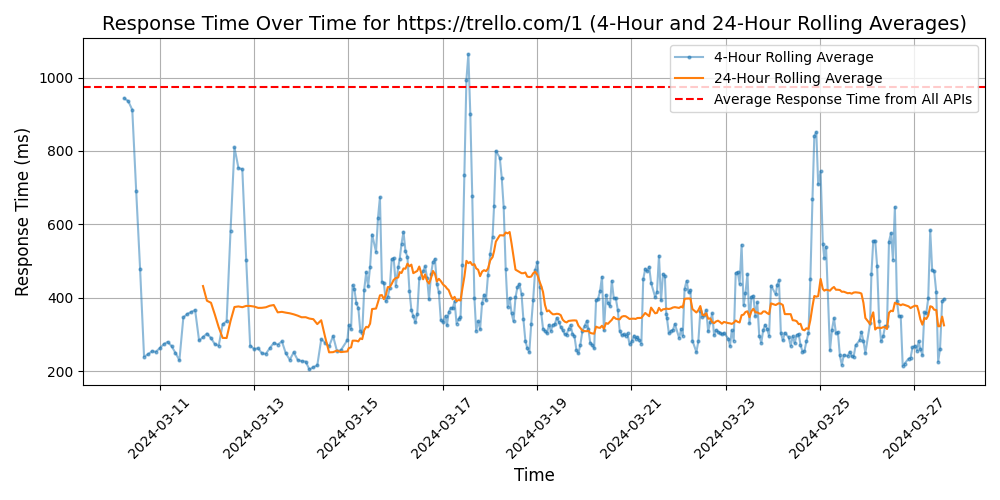 Response Time Over Time for https://trello.com/1 (4-Hour and 24-Hour Rolling Averages)
4-Hour Rolling Average
24-Hour Rolling Average
Average Response Time from All APIs
Response Time (ms)
1000
800
600
400
200
2024-03-11
2024-03-13
2024-03-15
2024-03-17
2024-03-19
2024-03-21
2024-03-23
2024-03-25
2024-03-27
Time